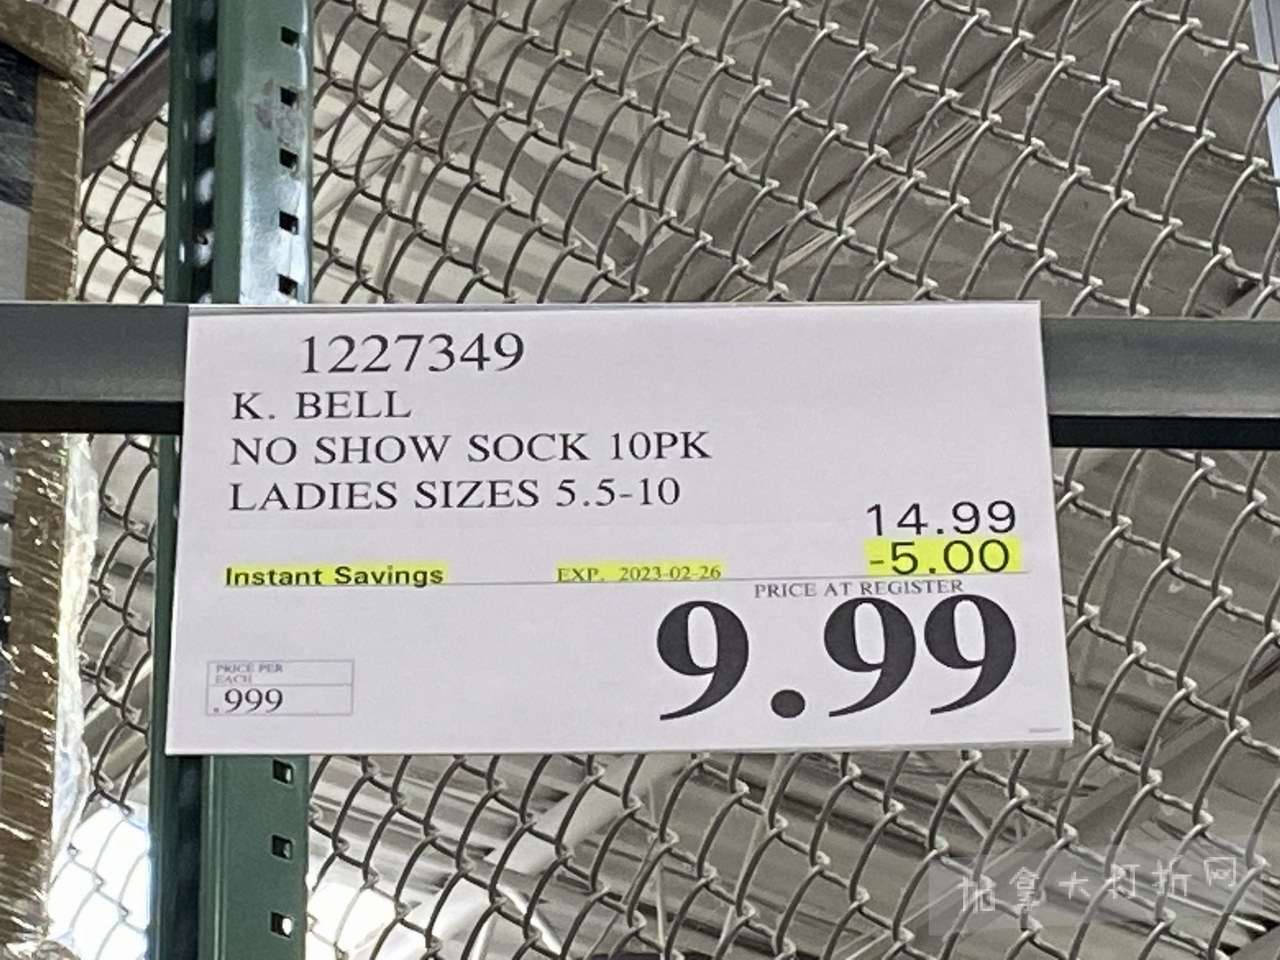 1227349
K. BELL
NO SHOW SOCK 10PK
LADIES SIZES 5.5-10
14.99
Instant Savings EXP. 2023-02-26 -5.00
PRICE AT REGISTER
9.99
PRICE PER
EACH
.999
加拿大打折网